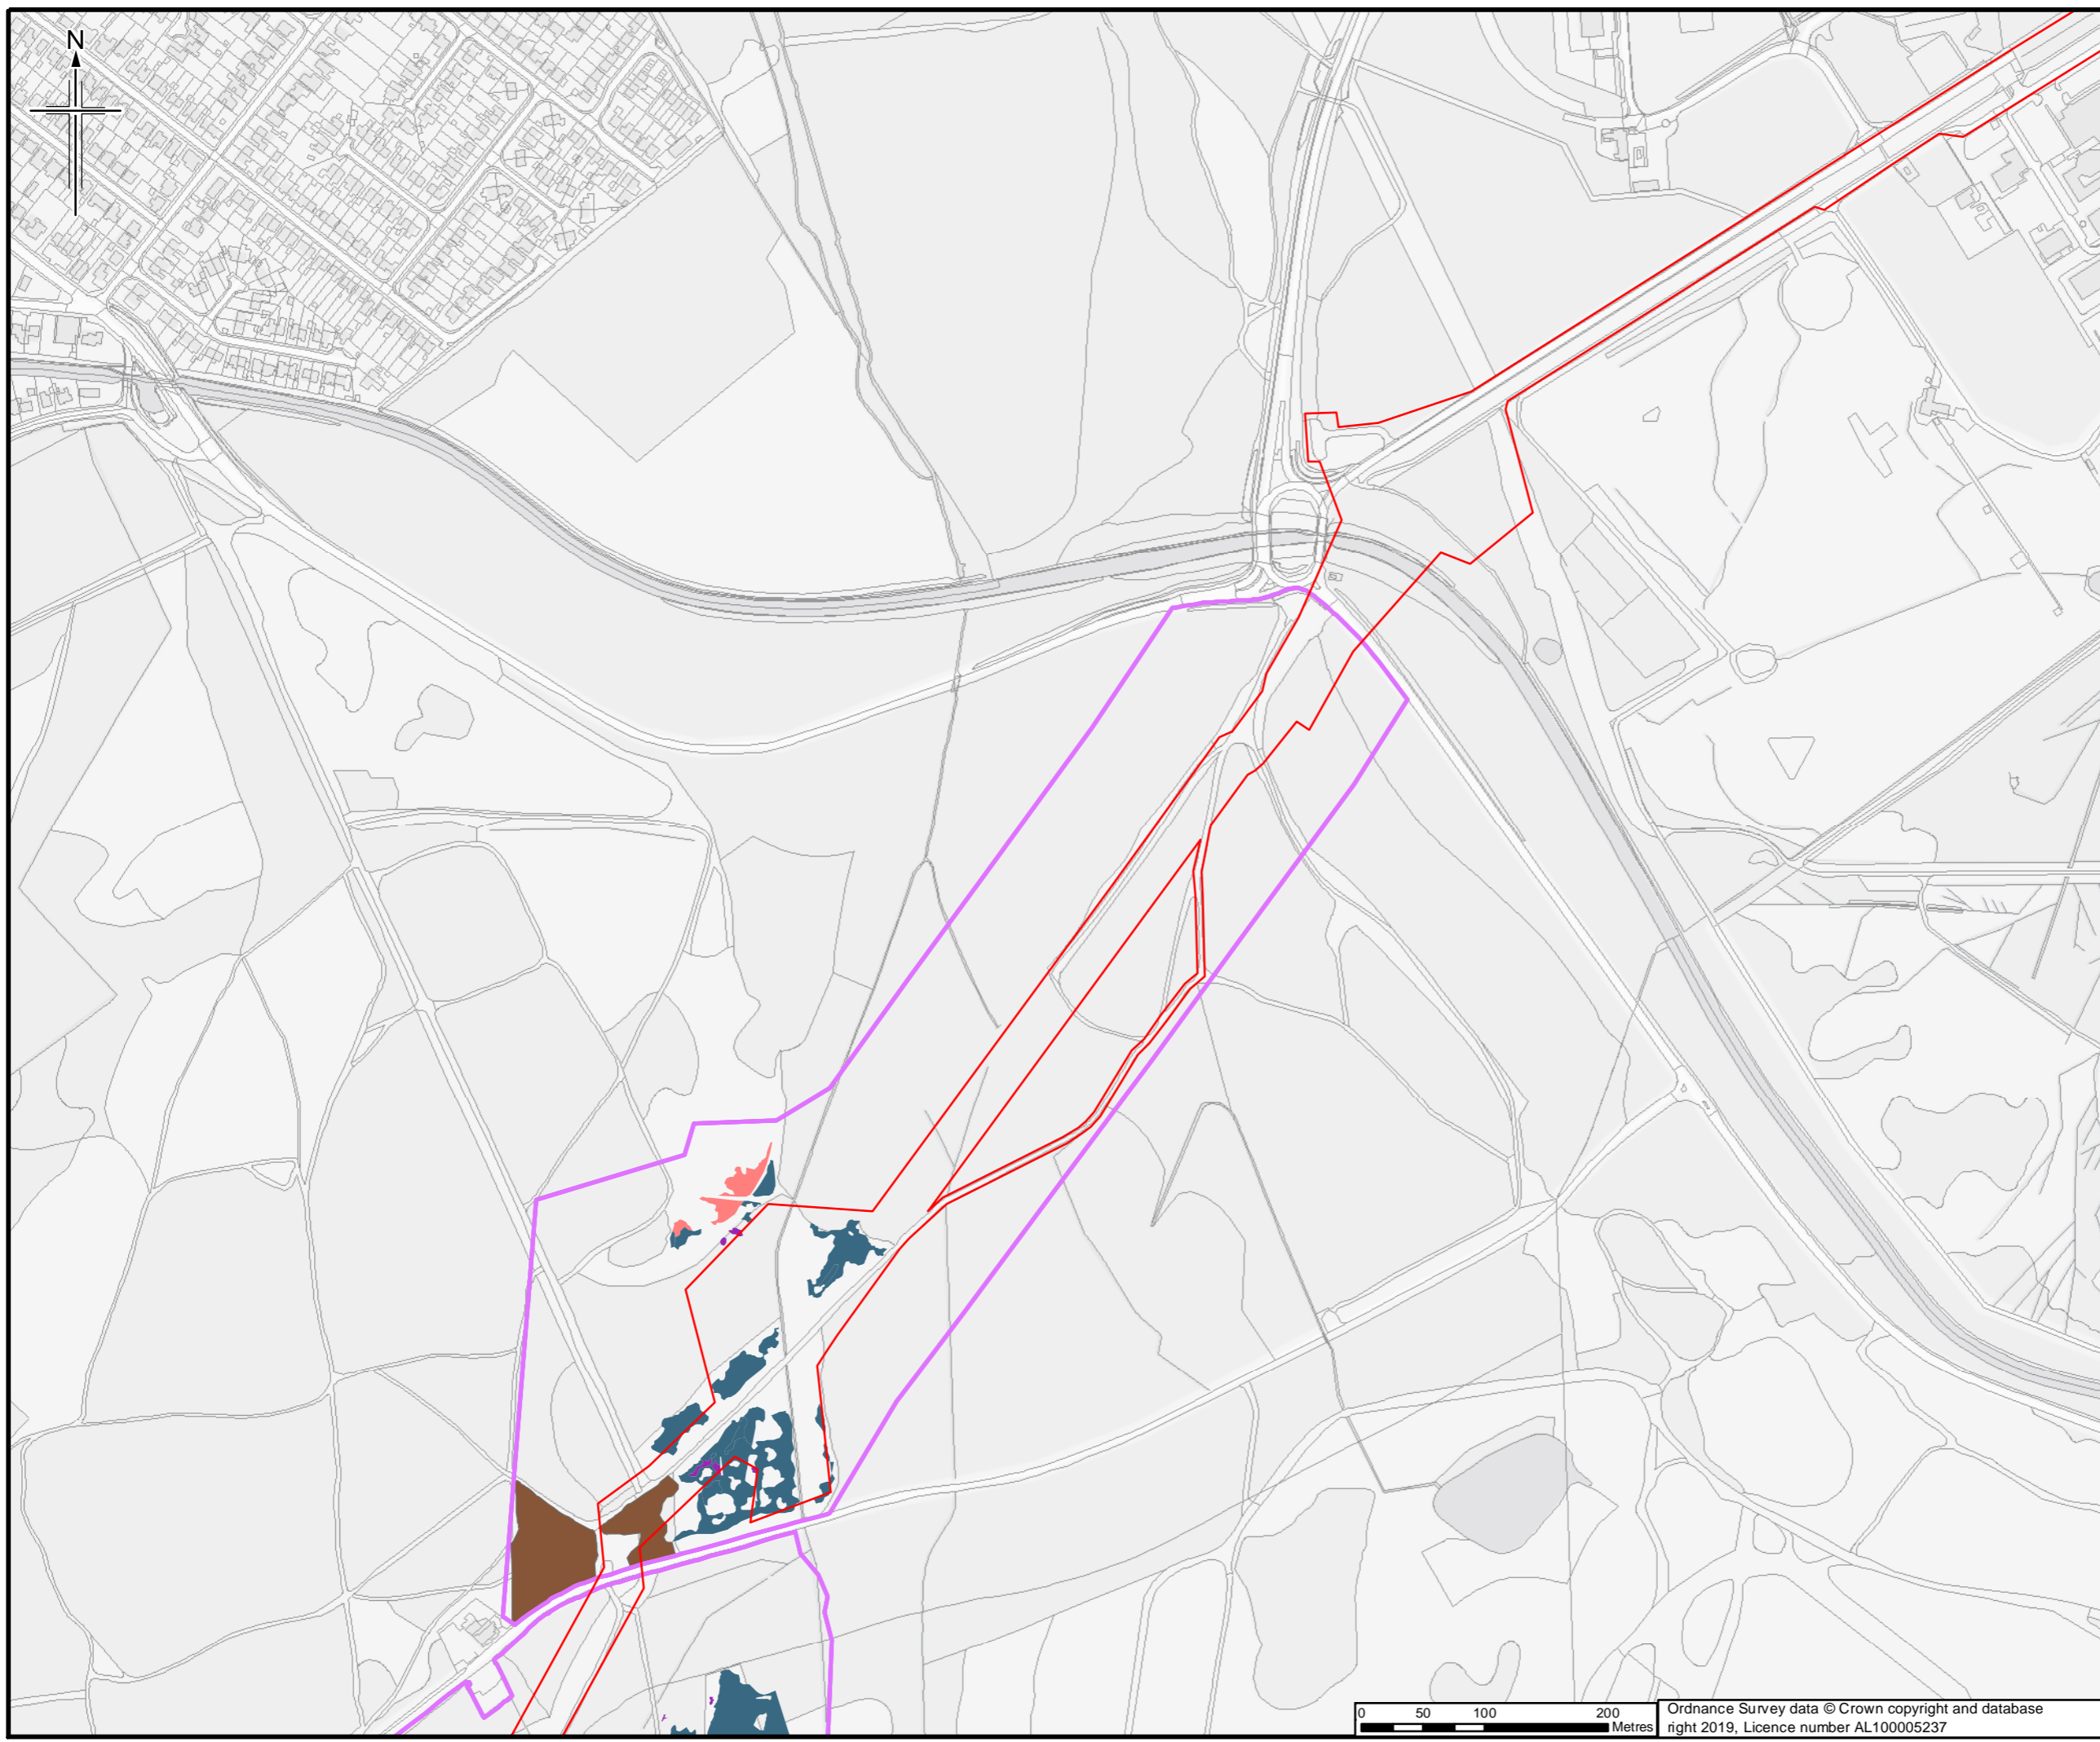 N
0 50 100 200
Metres
Ordnance Survey data © Crown copyright and database
right 2019, Licence number AL100005237